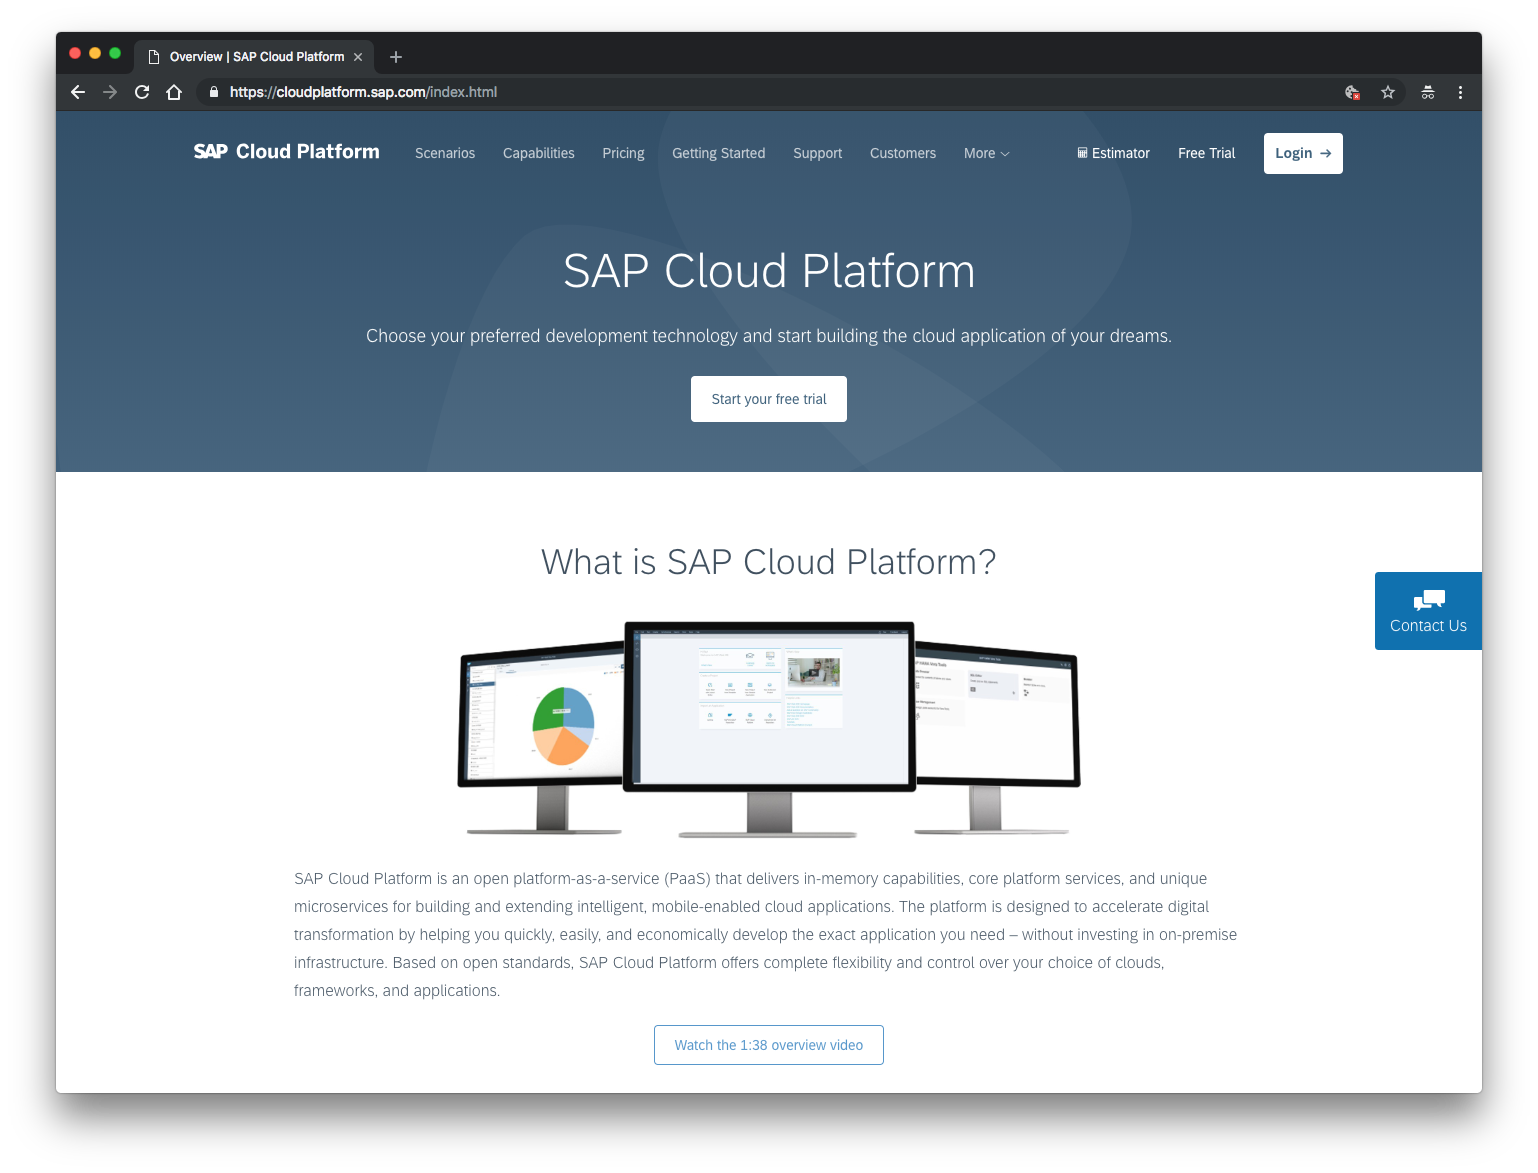 Overview | SAP Cloud Platform
https://cloudplatform.sap.com/index.html
SAP Cloud Platform
Scenarios
Capabilities
Pricing
Getting Started
Support
Customers
More
Estimator
Free Trial
Login →
SAP Cloud Platform
Choose your preferred development technology and start building the cloud application of your dreams.
Start your free trial
What is SAP Cloud Platform?
Contact Us
SAP Cloud Platform is an open platform-as-a-service (PaaS) that delivers in-memory capabilities, core platform services, and unique
microservices for building and extending intelligent, mobile-enabled cloud applications. The platform is designed to accelerate digital
transformation by helping you quickly, easily, and economically develop the exact application you need – without investing in on-premise
infrastructure. Based on open standards, SAP Cloud Platform offers complete flexibility and control over your choice of clouds,
frameworks, and applications.
Watch the 1:38 overview video